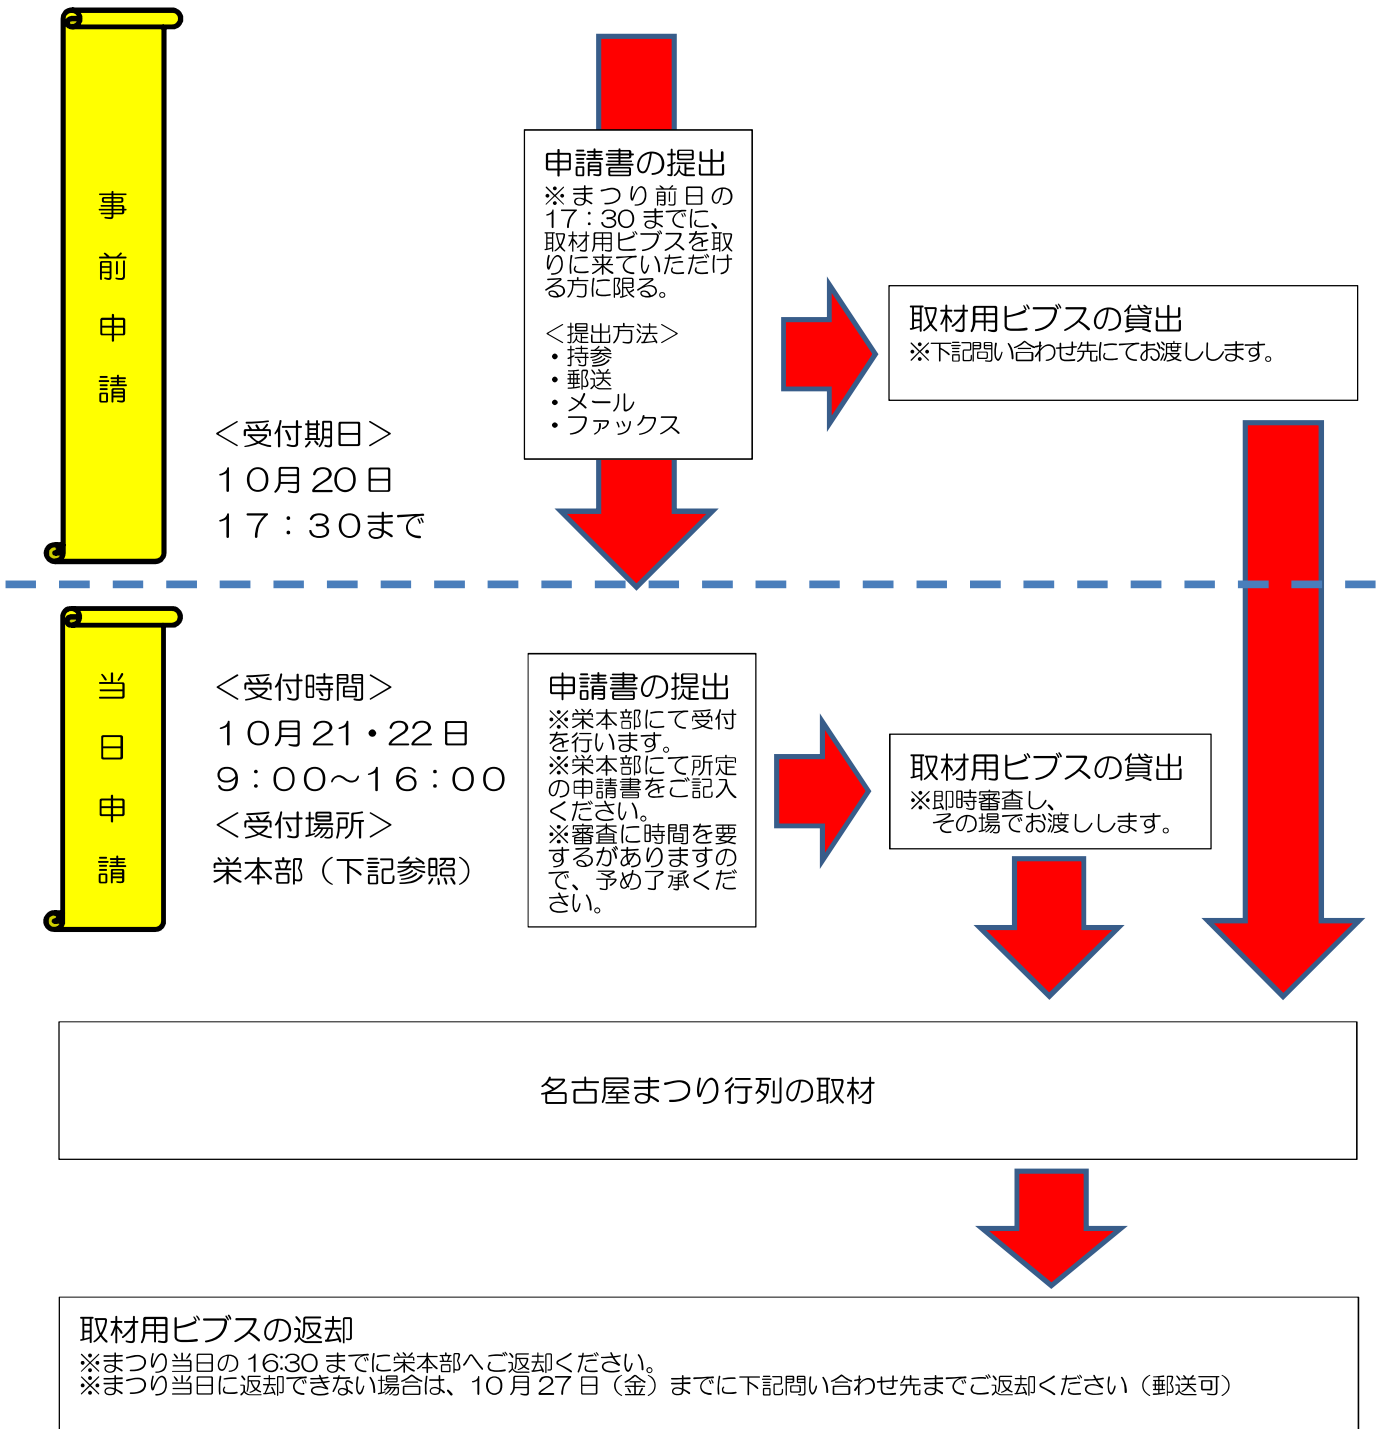 事前申請
＜受付期日＞
１０月20日
１７：３０まで
申請書の提出
※まつり前日の
17：30までに、
取材用ビブスを取
りに来ていただけ
る方に限る。
＜提出方法＞
・持参
・郵送
・メール
・ファックス
取材用ビブスの貸出
※下記問い合わせ先にてお渡しします。
当日申請
＜受付時間＞
１０月21・22日
９：００～１６：００
＜受付場所＞
栄本部（下記参照）
申請書の提出
※栄本部にて受付
を行います。
※栄本部にて所定
の申請書をご記入
ください。
※審査に時間を要
するがありますの
で、予め了承くだ
さい。
取材用ビブスの貸出
※即時審査し、
その場でお渡しします。
名古屋まつり行列の取材
取材用ビブスの返却
※まつり当日の16:30までに栄本部へご返却ください。
※まつり当日に返却できない場合は、10月27日（金）までに下記問い合わせ先までご返却ください（郵送可）